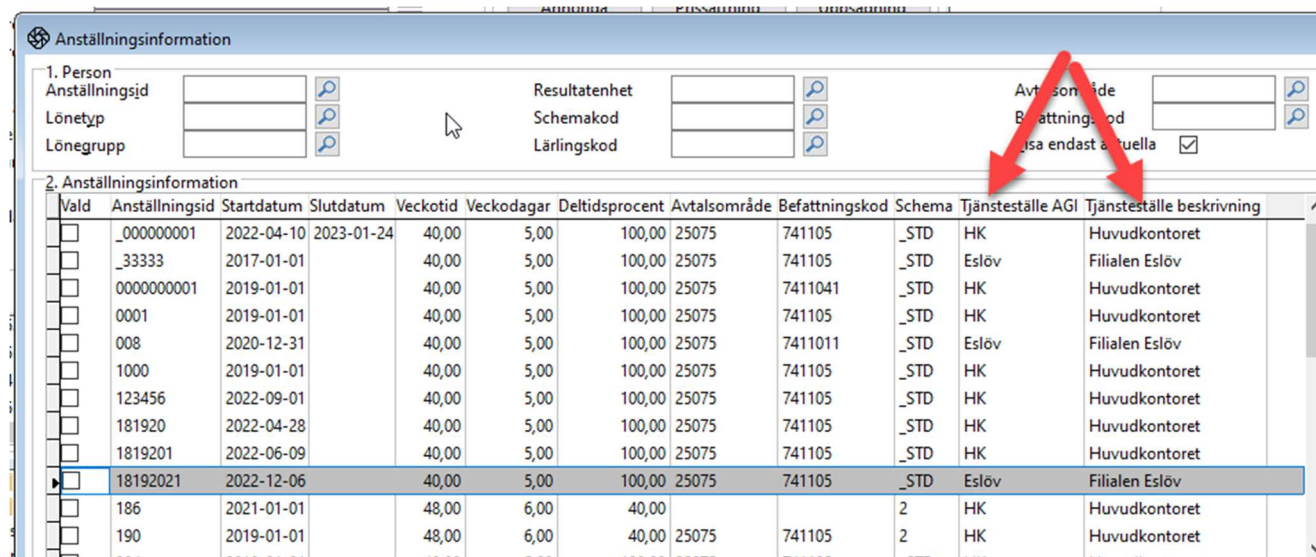 Annonda Prissättning Uppsägning
Anställningsinformation
1. Person
Anställningsid Resultatenhet Avtalsområde
Lönetyp Schemakod Befattningskod
Lönegrupp Lärlingskod Visa endast aktuella
2. Anställningsinformation
Vald Anställningsid Startdatum Slutdatum Veckotid Veckodagar Deltidsprocent Avtalsområde Befattningskod Schema Tjänsteställe AGI Tjänsteställe beskrivning
_000000001 2022-04-10 2023-01-24 40,00 5,00 100,00 25075 741105 _STD HK Huvudkontoret
_33333 2017-01-01 40,00 5,00 100,00 25075 741105 _STD Eslöv Filialen Eslöv
0000000001 2019-01-01 40,00 5,00 100,00 25075 7411041 _STD HK Huvudkontoret
0001 2019-01-01 40,00 5,00 100,00 25075 741105 _STD HK Huvudkontoret
008 2020-12-31 40,00 5,00 100,00 25075 7411011 _STD Eslöv Filialen Eslöv
1000 2019-01-01 40,00 5,00 100,00 25075 741105 _STD HK Huvudkontoret
123456 2022-09-01 40,00 5,00 100,00 25075 741105 _STD HK Huvudkontoret
181920 2022-04-28 40,00 5,00 100,00 25075 741105 _STD HK Huvudkontoret
1819201 2022-06-09 40,00 5,00 100,00 25075 741105 _STD HK Huvudkontoret
18192021 2022-12-06 40,00 5,00 100,00 25075 741105 _STD Eslöv Filialen Eslöv
186 2021-01-01 48,00 6,00 40,00 2 HK Huvudkontoret
190 2019-01-01 48,00 6,00 40,00 25075 741105 2 HK Huvudkontoret